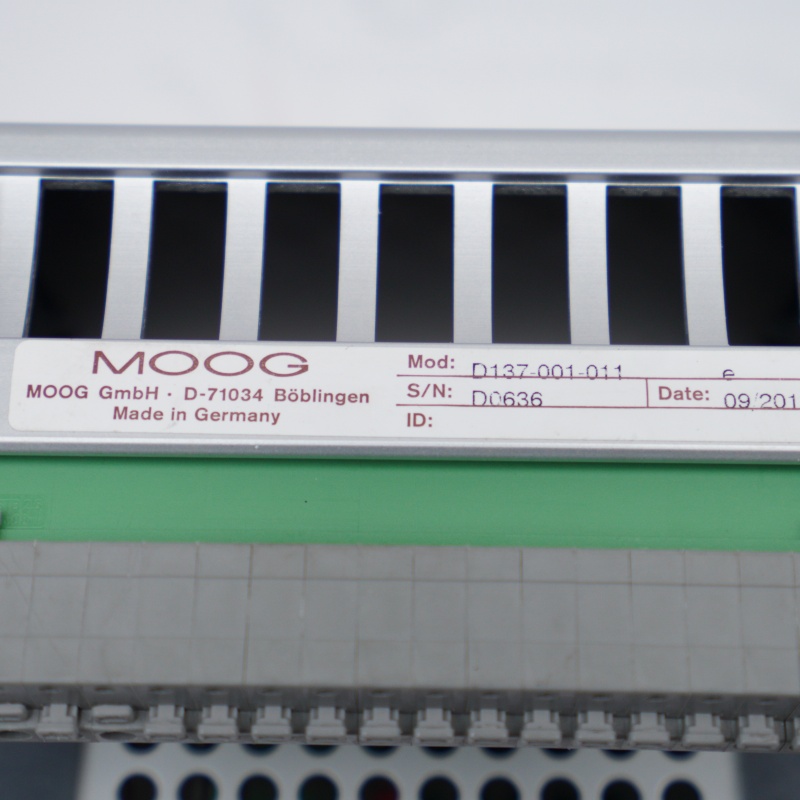 MOOG
MOOG GmbH · D-71034 Böblingen
Made in Germany
Mod: D137-001-011 e
S/N: D0636 Date: 09/201
ID: